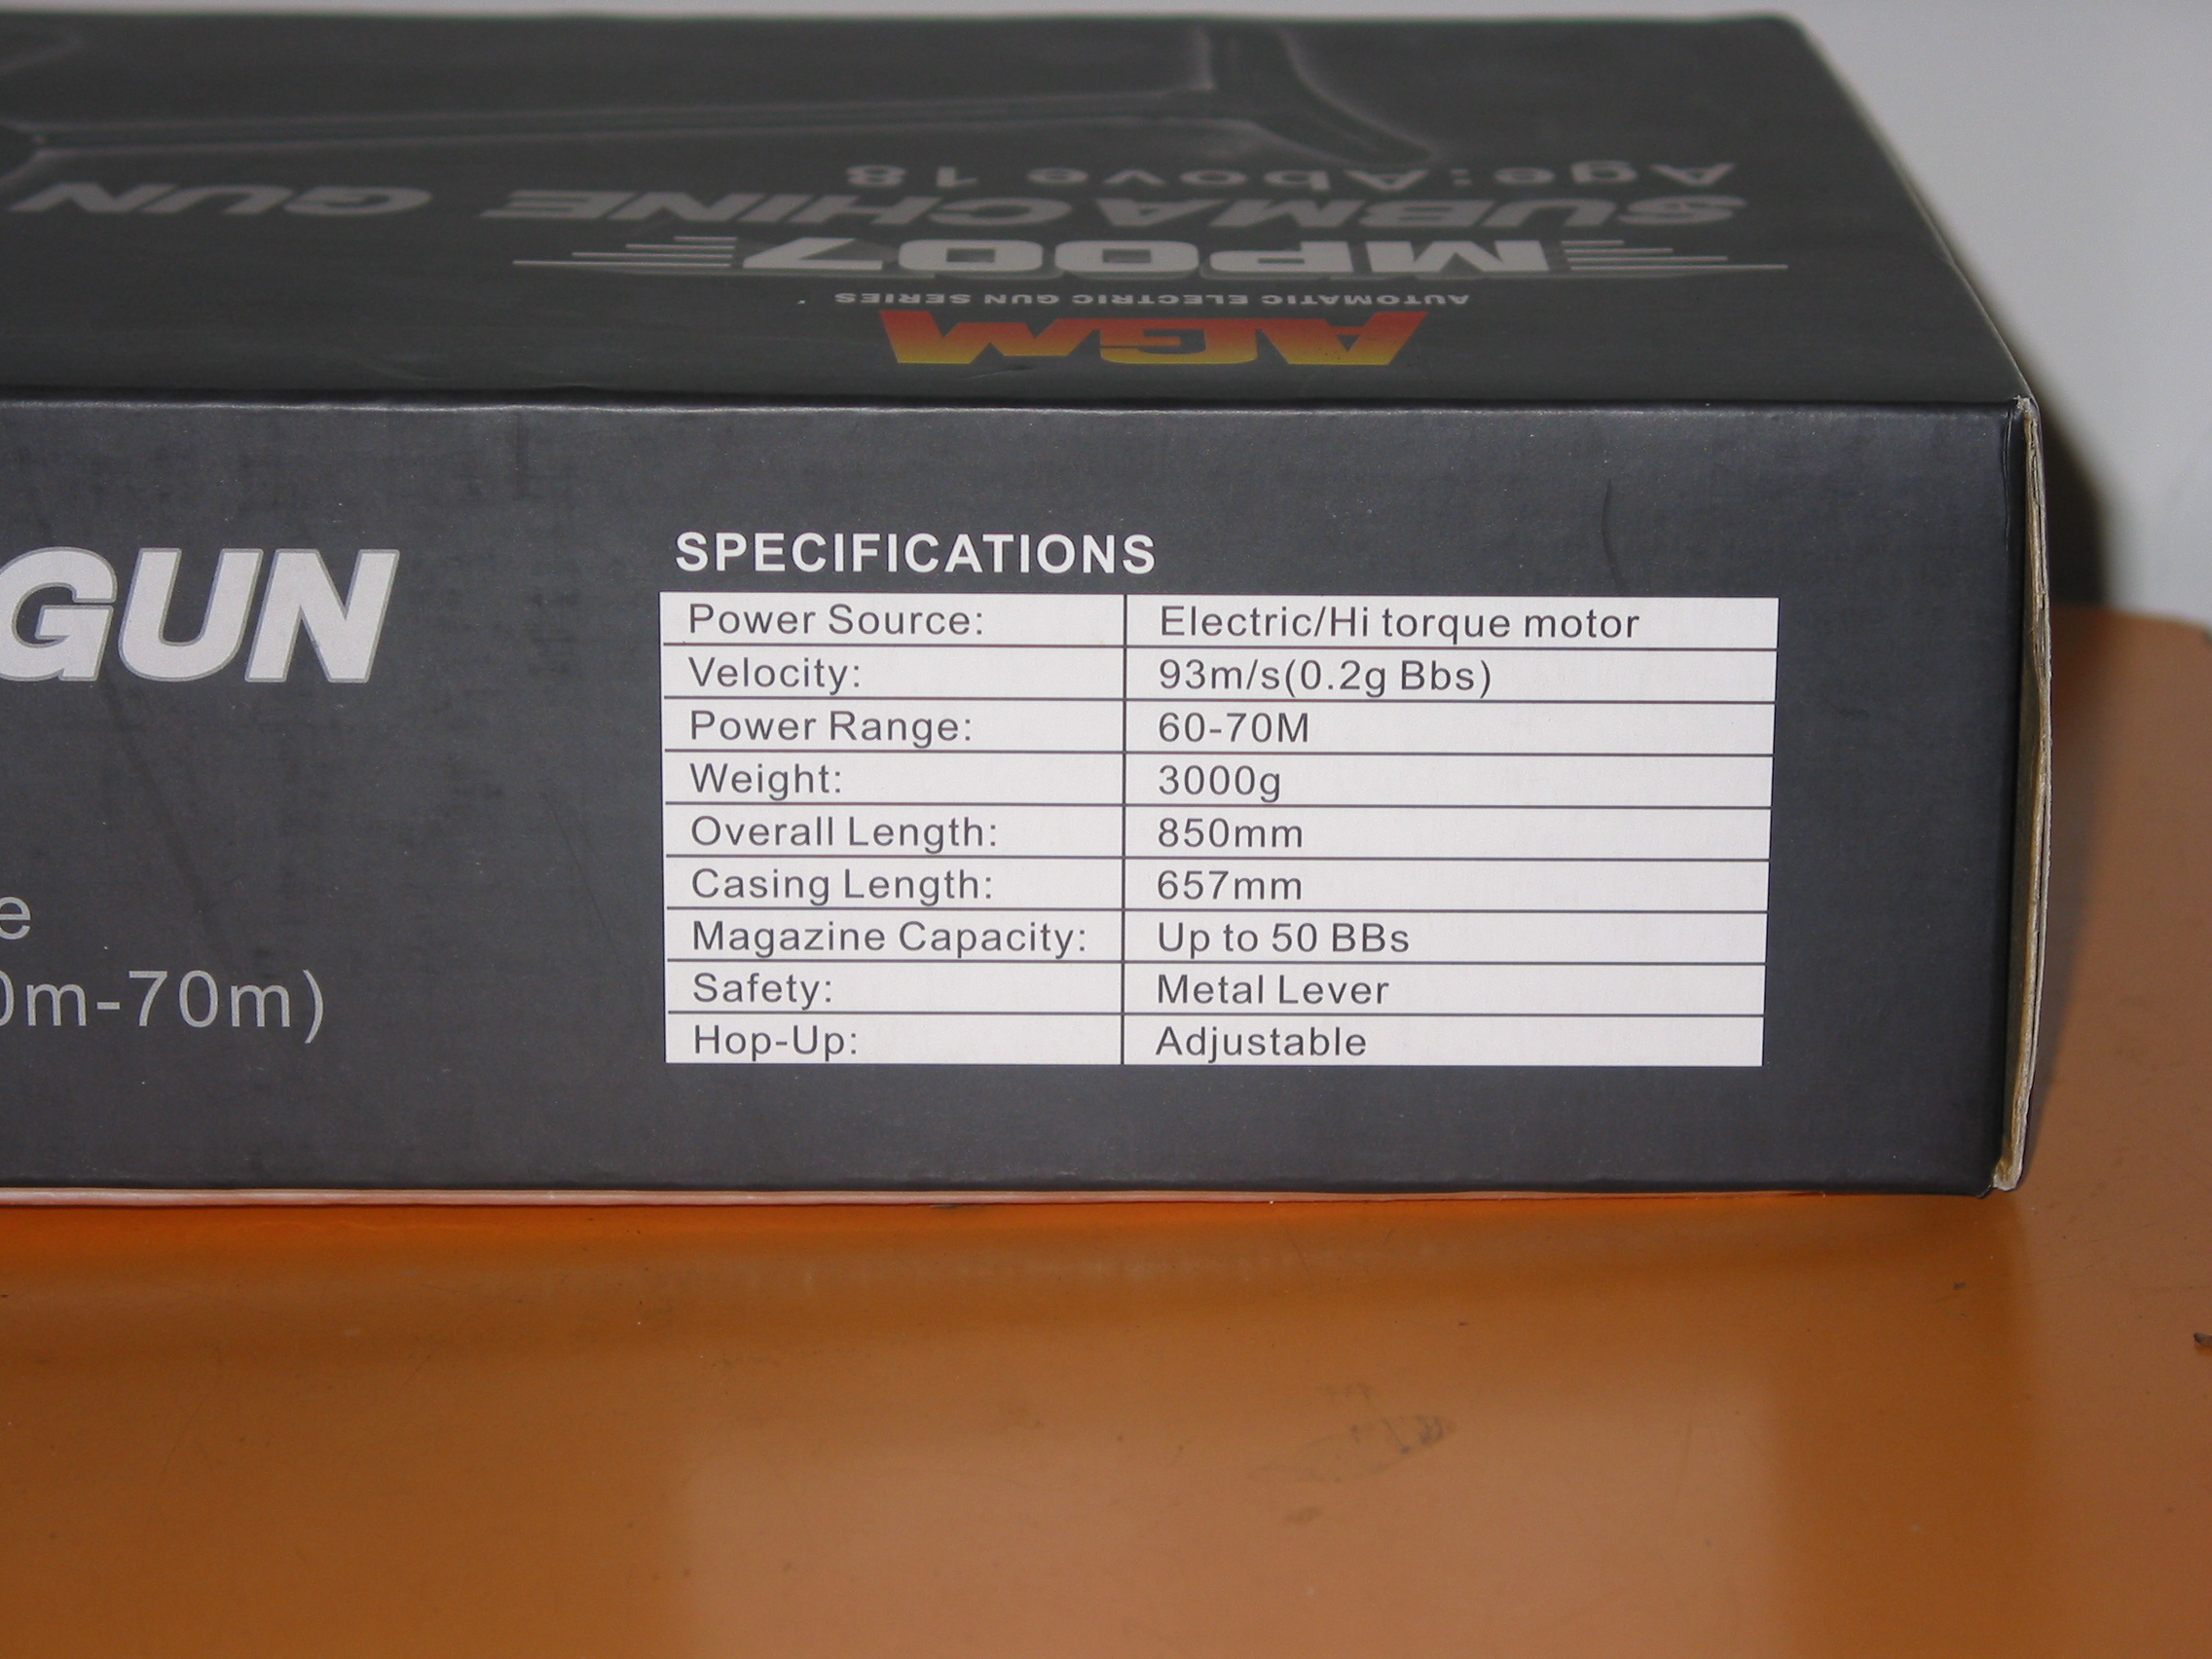 AGM
AUTOMATIC ELECTRIC GUN SERIES
MP007
SUBMACHINE GUN GUN
Age:Above 18
GUN
e
0m-70m)
SPECIFICATIONS
Power Source: Electric/Hi torque motor
Velocity: 93m/s(0.2g Bbs)
Power Range: 60-70M
Weight: 3000g
Overall Length: 850mm
Casing Length: 657mm
Magazine Capacity: Up to 50 BBs
Safety: Metal Lever
Hop-Up: Adjustable